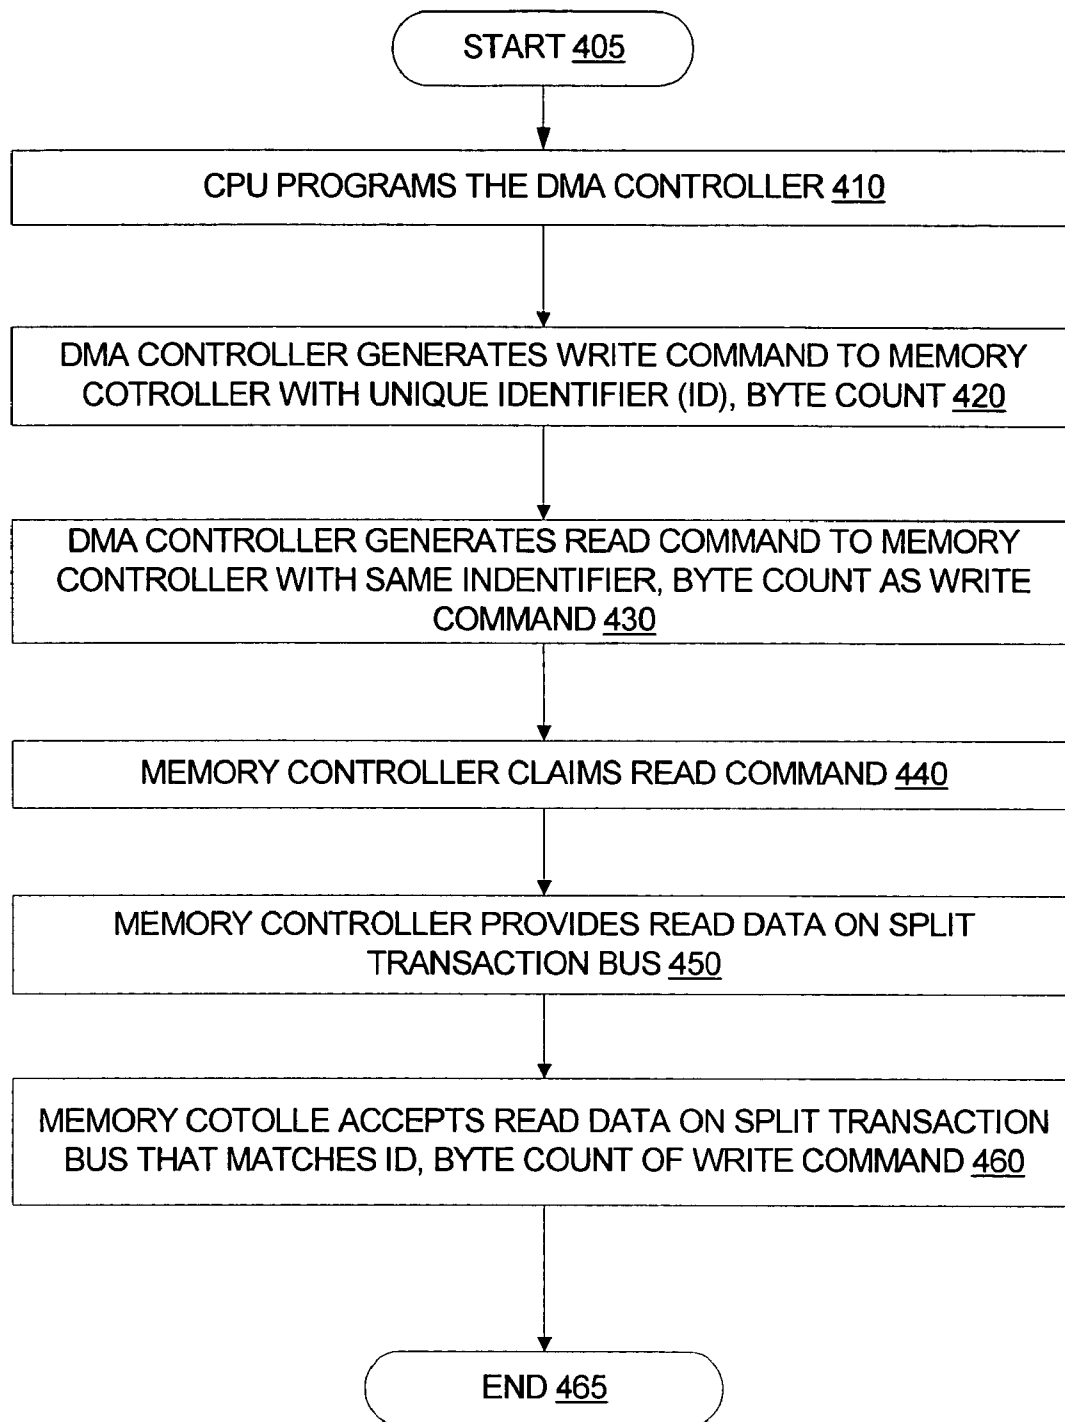 START 405
CPU PROGRAMS THE DMA CONTROLLER 410
DMA CONTROLLER GENERATES WRITE COMMAND TO MEMORY
COTROLLER WITH UNIQUE IDENTIFIER (ID), BYTE COUNT 420
DMA CONTROLLER GENERATES READ COMMAND TO MEMORY
CONTROLLER WITH SAME INDENTIFIER, BYTE COUNT AS WRITE
COMMAND 430
MEMORY CONTROLLER CLAIMS READ COMMAND 440
MEMORY CONTROLLER PROVIDES READ DATA ON SPLIT
TRANSACTION BUS 450
MEMORY COTOLLE ACCEPTS READ DATA ON SPLIT TRANSACTION
BUS THAT MATCHES ID, BYTE COUNT OF WRITE COMMAND 460
END 465